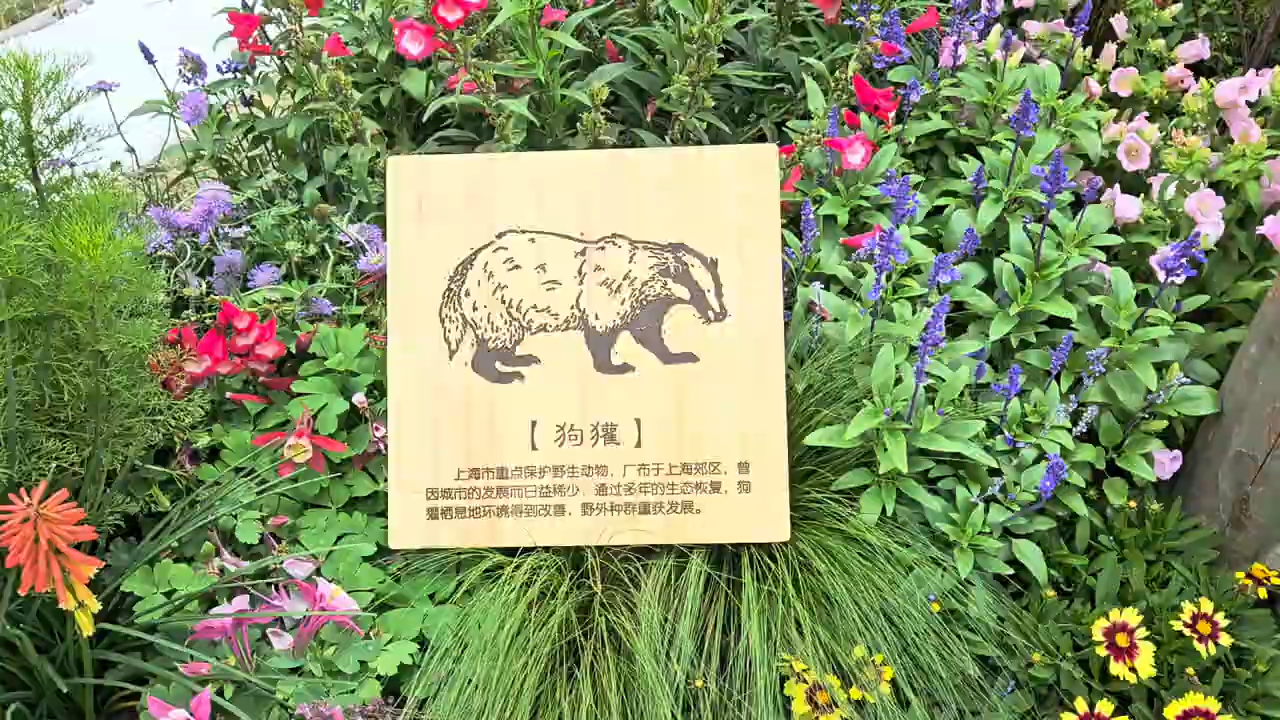 【狗獾】
上海市重点保护野生动物，广布于上海郊区，曾
因城市的发展而日益稀少，通过多年的生态恢复，狗
獾栖息地环境得到改善，野外种群重获发展。